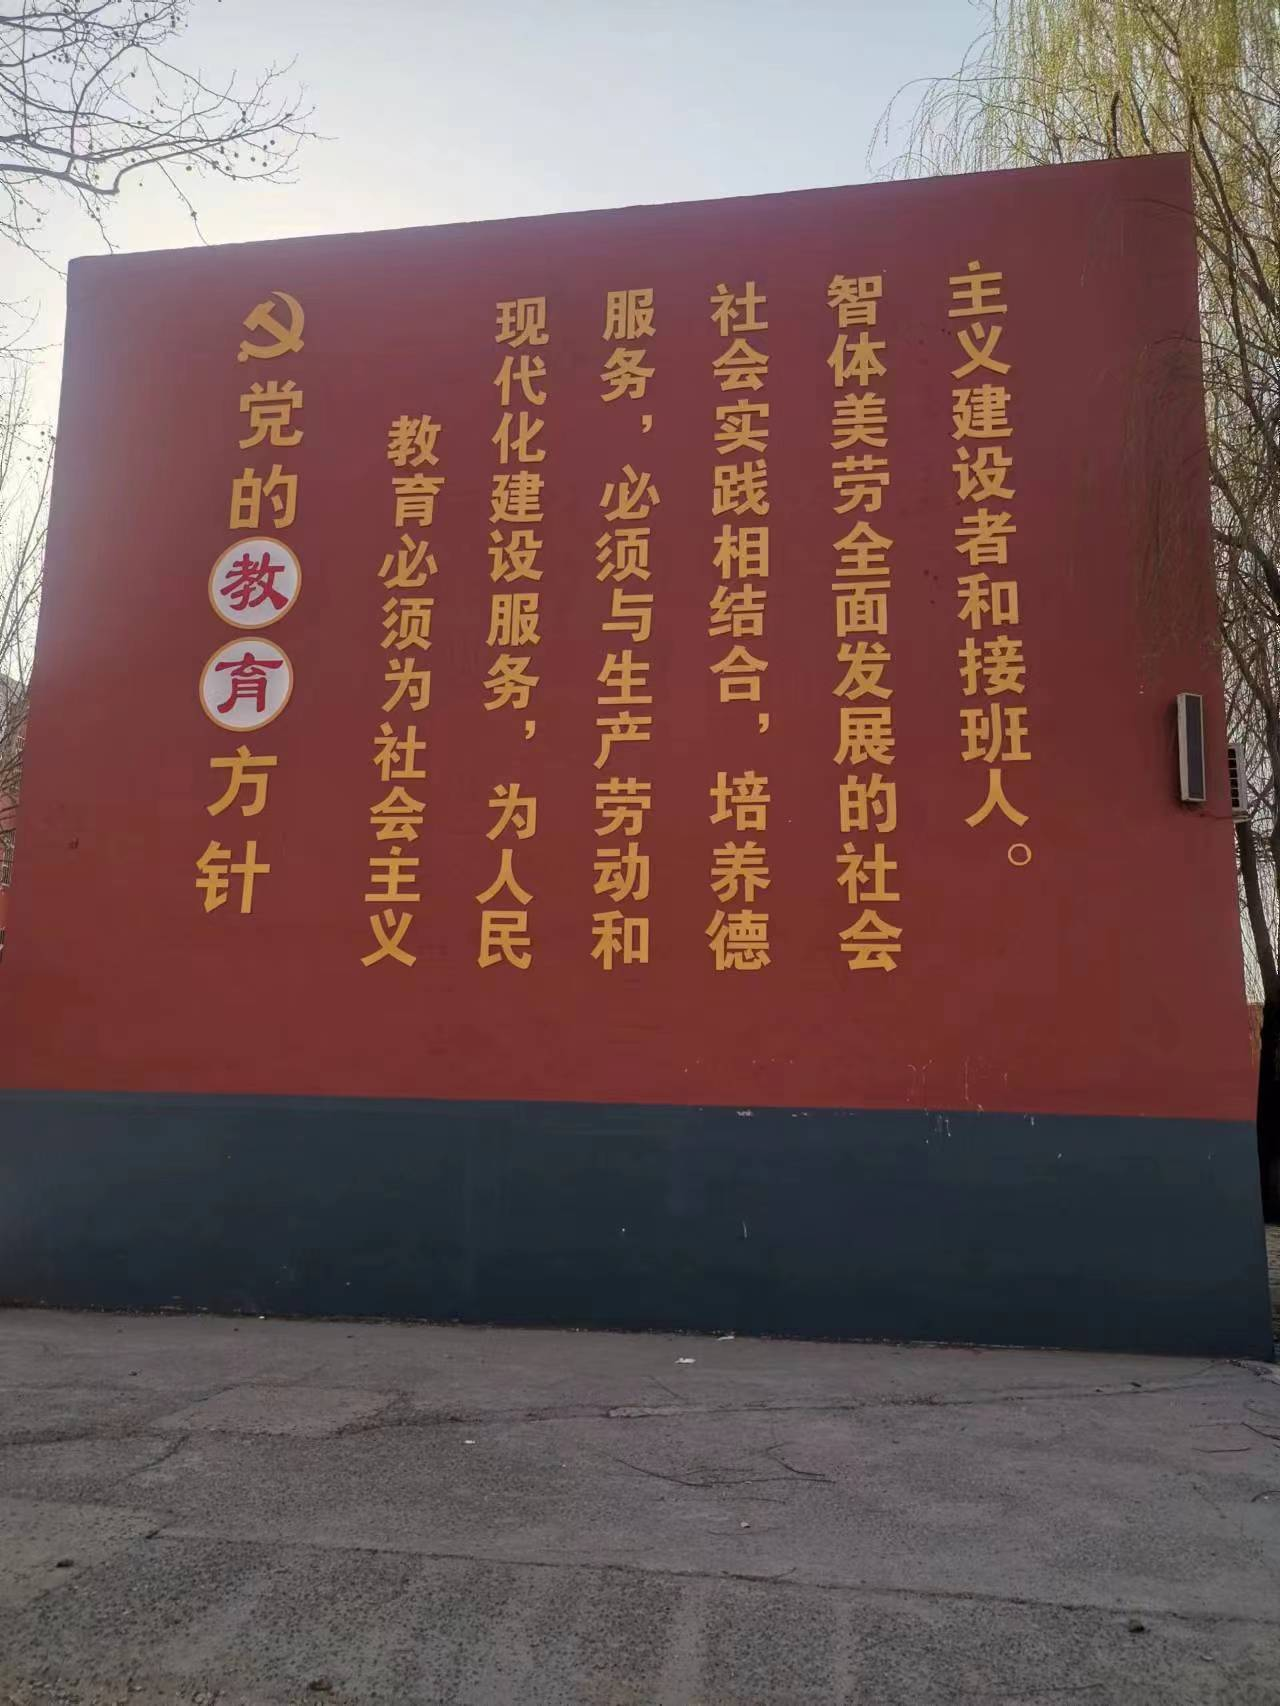 党的教育方针
教育必须为社会主义
现代化建设服务，为人民
服务，必须与生产劳动和
社会实践相结合，培养德
智体美劳全面发展的社会
主义建设者和接班人。